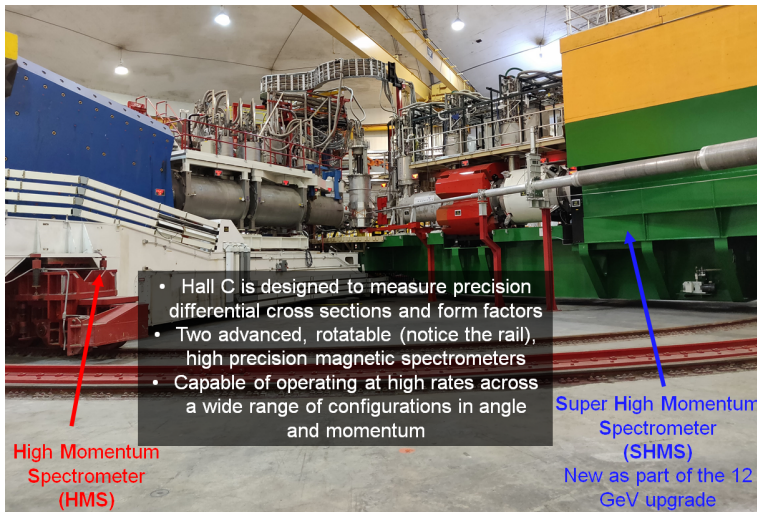 • Hall C is designed to measure precision
differential cross sections and form factors
• Two advanced, rotatable (notice the rail),
high precision magnetic spectrometers
• Capable of operating at high rates across
a wide range of configurations in angle
and momentum
High Momentum
Spectrometer
(HMS)
Super High Momentum
Spectrometer
(SHMS)
New as part of the 12
GeV upgrade